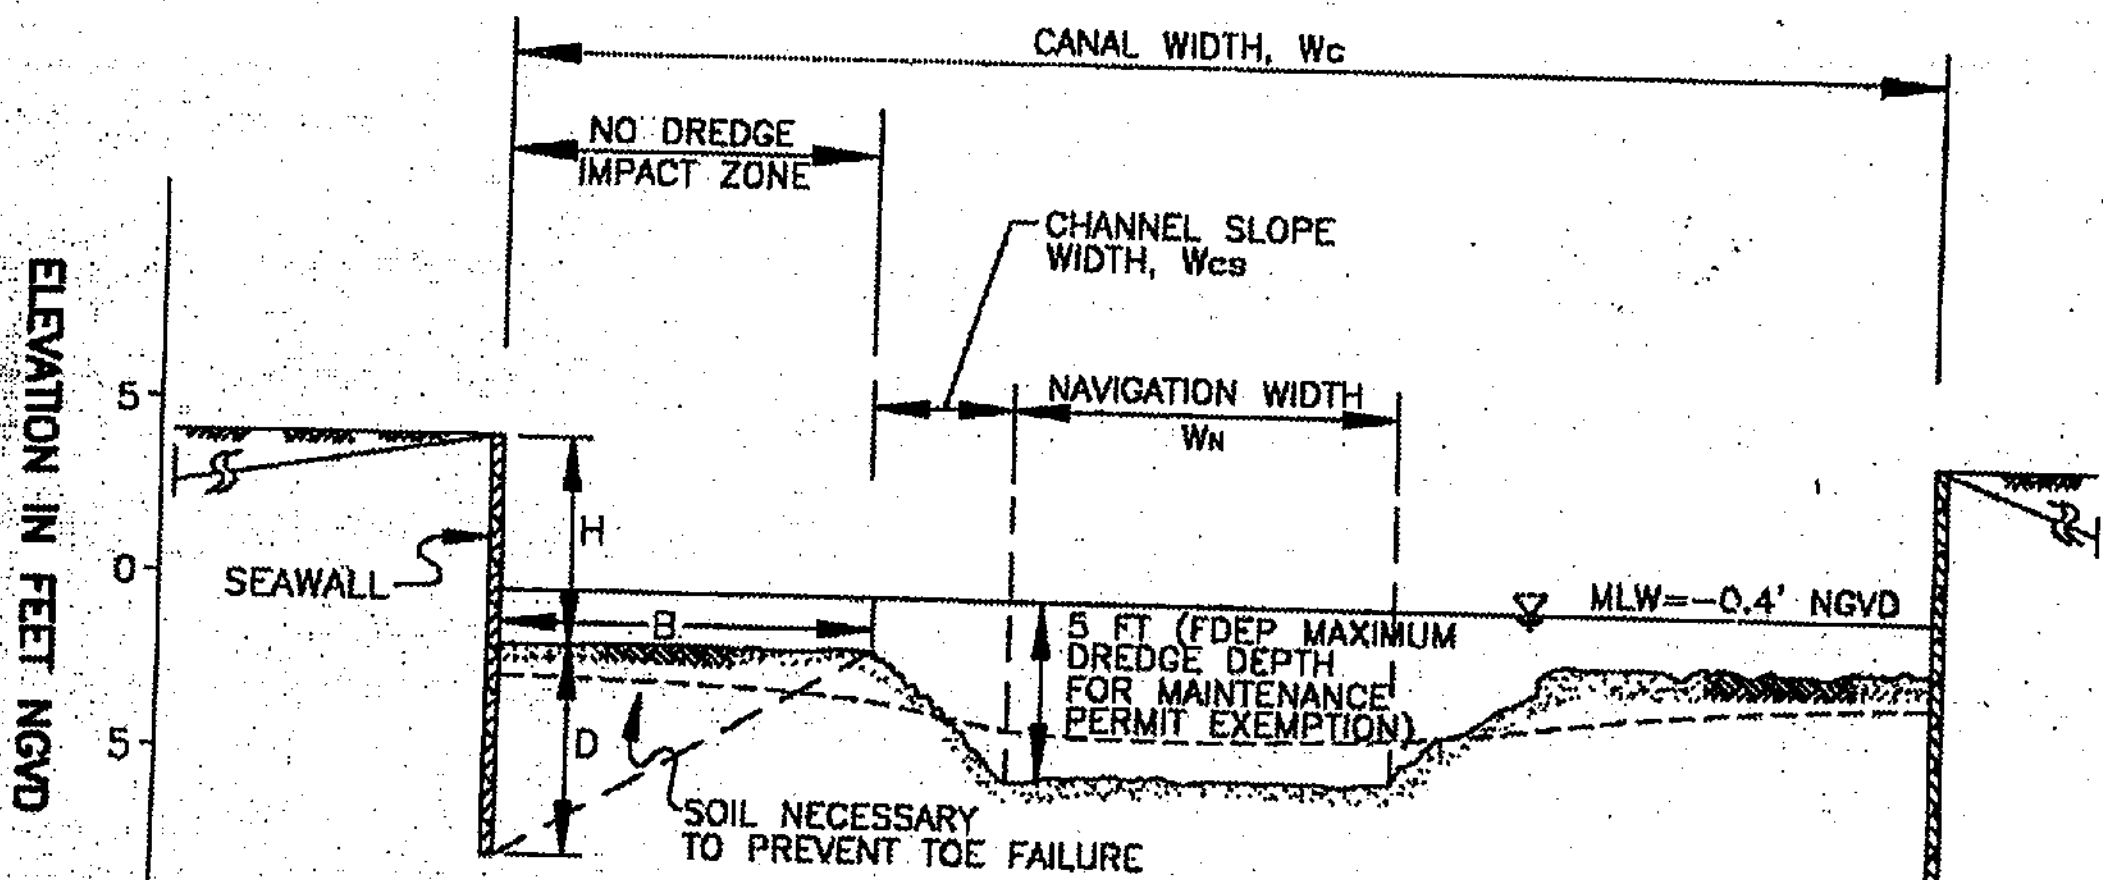 CANAL WIDTH, Wc
NO DREDGE
IMPACT ZONE
CHANNEL SLOPE
WIDTH, Wcs
NAVIGATION WIDTH
WN
ELEVATION IN FEET NGVD
5
0
5
H
SEAWALL
B
MLW=-0.4' NGVD
5 FT (FDEP MAXIMUM
DREDGE DEPTH
FOR MAINTENANCE
PERMIT EXEMPTION)
D
SOIL NECESSARY
TO PREVENT TOE FAILURE